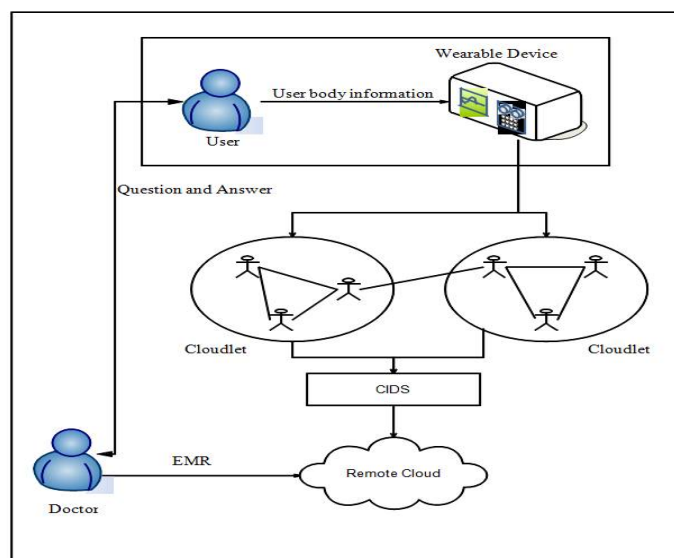 Wearable Device
User body information
User
Question and Answer
Cloudlet
Cloudlet
CIDS
EMR
Remote Cloud
Doctor